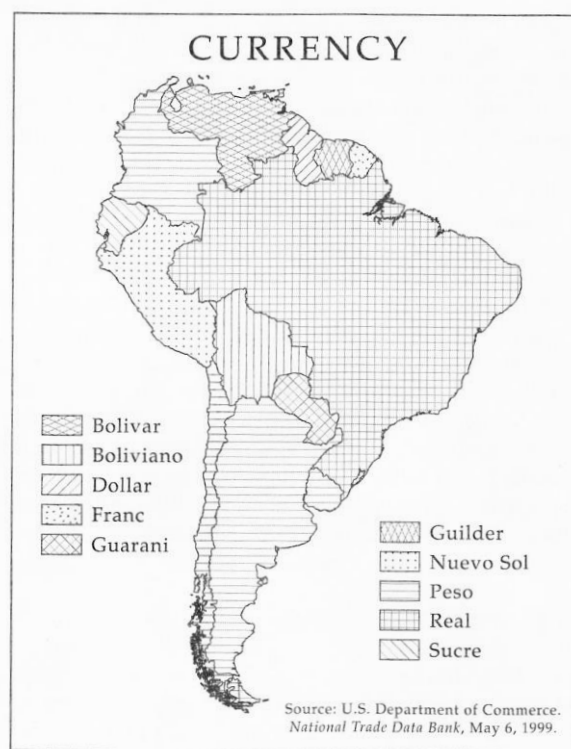 CURRENCY
Bolivar
Boliviano
Dollar
Franc
Guarani
Guilder
Nuevo Sol
Peso
Real
Sucre
Source: U.S. Department of Commerce.
National Trade Data Bank, May 6, 1999.